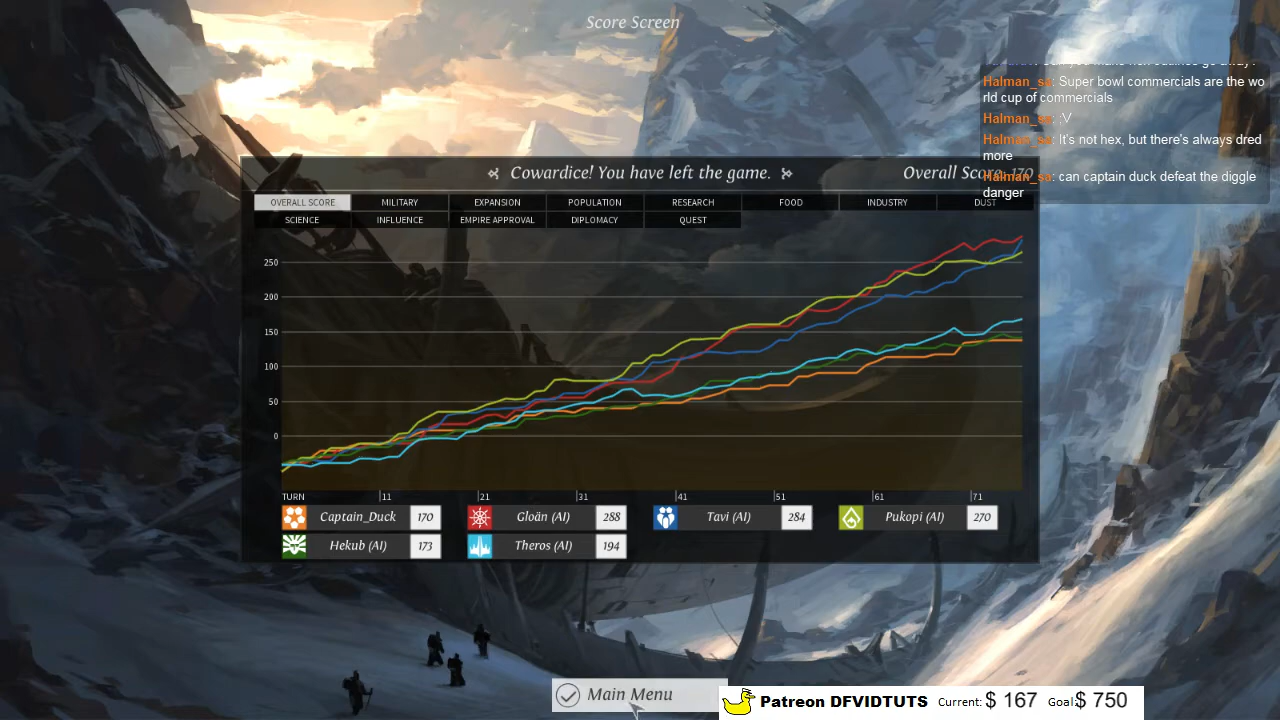 Score Screen
Halman_sa: Super bowl commercials are the wo
rld cup of commercials
Halman_sa: ;V
Halman_sa: It's not hex, but there's always dred
more
Halman_sa: can captain duck defeat the diggle
danger
Cowardice! You have left the game.
Overall Score: 170
OVERALL SCORE MILITARY EXPANSION POPULATION RESEARCH FOOD INDUSTRY DUST
SCIENCE INFLUENCE EMPIRE APPROVAL DIPLOMACY QUEST
250
200
150
100
50
0
TURN 11 21 31 41 51 61 71
Captain_Duck 170 Gloän (AI) 288 Tavi (AI) 284 Pukopi (AI) 270
Hekub (AI) 173 Theros (AI) 194
Main Menu
Patreon DFVIDTUTS Current: $ 167 Goal: $ 750